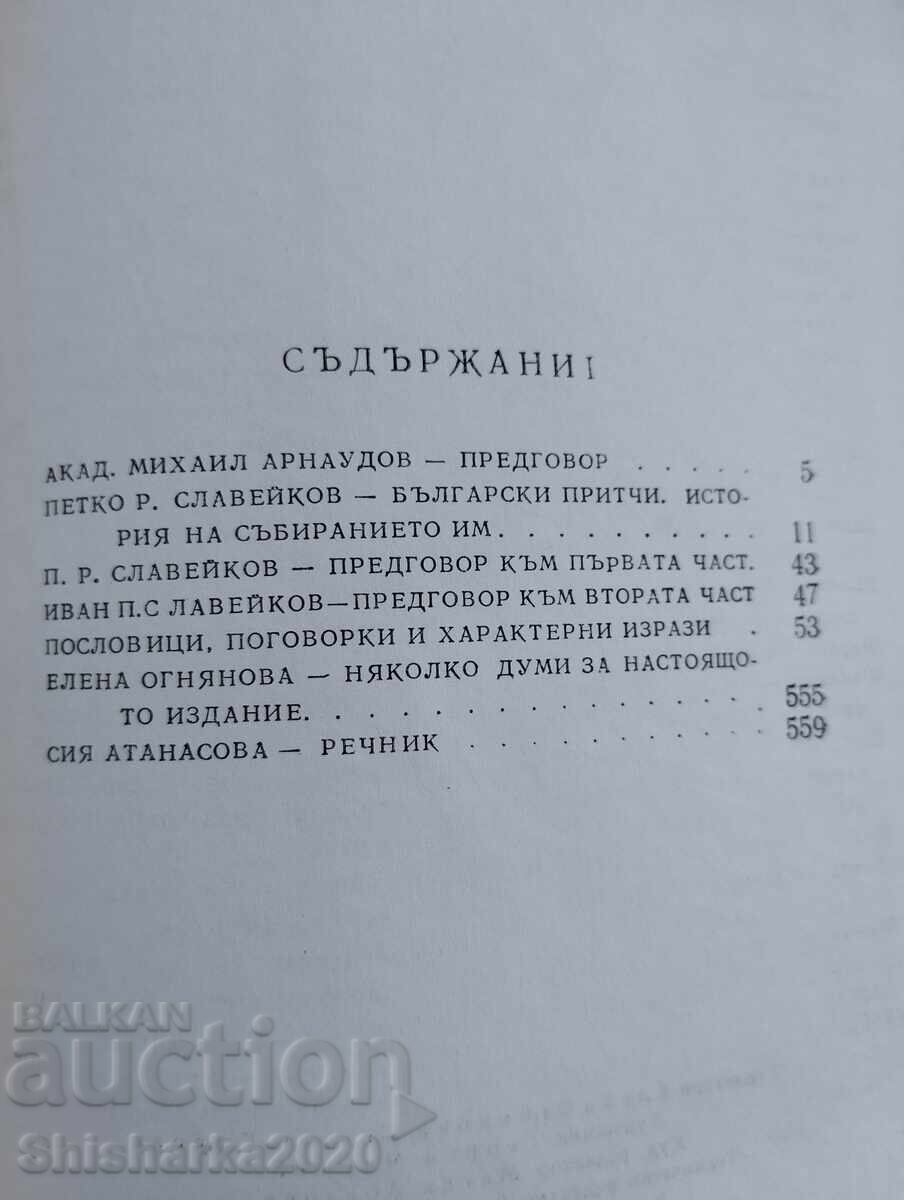 СЪДЪРЖАНИІ
АКАД. МИХАИЛ АРНАУДОВ — ПРЕДГОВОР . . . . . 5
ПЕТКО Р. СЛАВЕЙКОВ — БЪЛГАРСКИ ПРИТЧИ. ИСТО-
РИЯ НА СЪБИРАНИЕТО ИМ. . . . . . . . . . . 11
П. Р. СЛАВЕЙКОВ — ПРЕДГОВОР КЪМ ПЪРВАТА ЧАСТ. 43
ИВАН П.С ЛАВЕЙКОВ—ПРЕДГОВОР КЪМ ВТОРАТА ЧАСТ 47
ПОСЛОВИЦИ, ПОГОВОРКИ И ХАРАКТЕРНИ ИЗРАЗИ . 53
ЕЛЕНА ОГНЯНОВА — НЯКОЛКО ДУМИ ЗА НАСТОЯЩО-
ТО ИЗДАНИЕ. . . . . . . . . . . . . . . . 555
СИЯ АТАНАСОВА — РЕЧНИК . . . . . . . . . . 559
BALKAN
auction
Shisharka2020